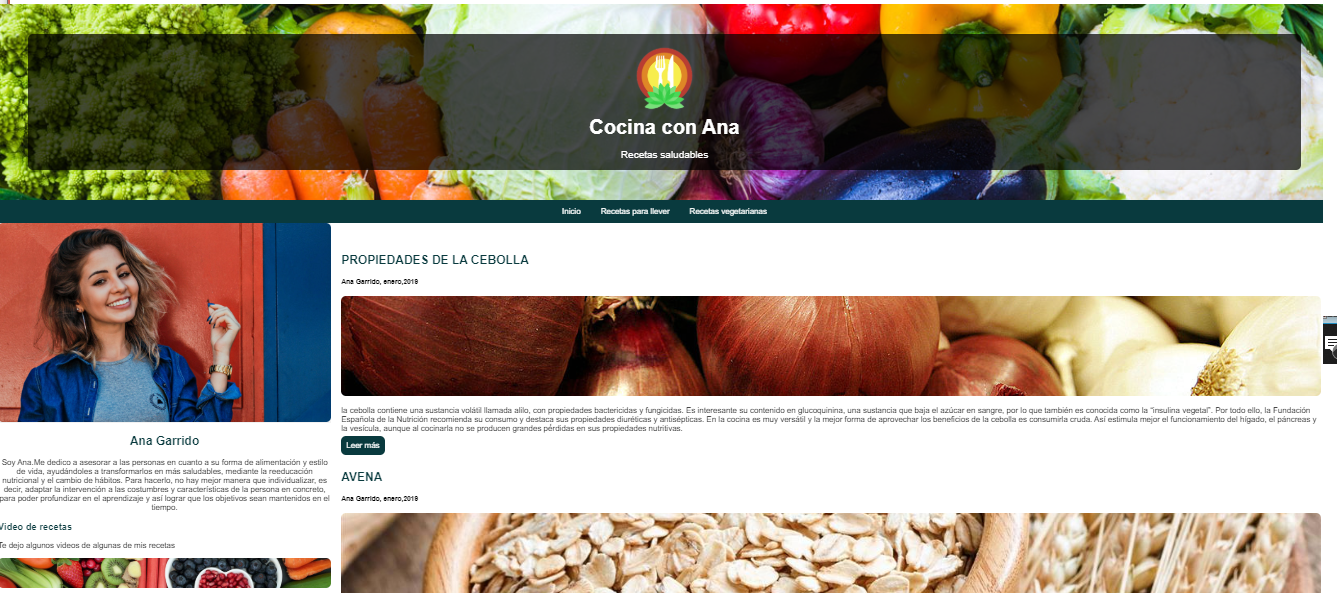 Cocina con Ana
Recetas saludables
Inicio Recetas para llever Recetas vegetarianas
Ana Garrido
Soy Ana.Me dedico a asesorar a las personas en cuanto a su forma de alimentación y estilo
de vida, ayudándoles a transformarlos en más saludables, mediante la reeducación
nutricional y el cambio de hábitos. Para hacerlo, no hay mejor manera que individualizar, es
decir, adaptar la intervención a las costumbres y características de la persona en concreto,
para poder profundizar en el aprendizaje y así lograr que los objetivos sean mantenidos en el
tiempo.
Video de recetas
Te dejo algunos videos de algunas de mis recetas
PROPIEDADES DE LA CEBOLLA
Ana Garrido, enero,2019
la cebolla contiene una sustancia volátil llamada alilo, con propiedades bactericidas y fungicidas. Es interesante su contenido en glucoquinina, una sustancia que baja el azúcar en sangre, por lo que también es conocida como la “insulina vegetal”. Por todo ello, la Fundación
Española de la Nutrición recomienda su consumo y destaca sus propiedades diuréticas y antisépticas. En la cocina es muy versátil y la mejor forma de aprovechar los beneficios de la cebolla es consumirla cruda. Así estimula mejor el funcionamiento del hígado, el páncreas y
la vesícula, aunque al cocinarla no se producen grandes pérdidas en sus propiedades nutritivas.
Leer más
AVENA
Ana Garrido, enero,2019